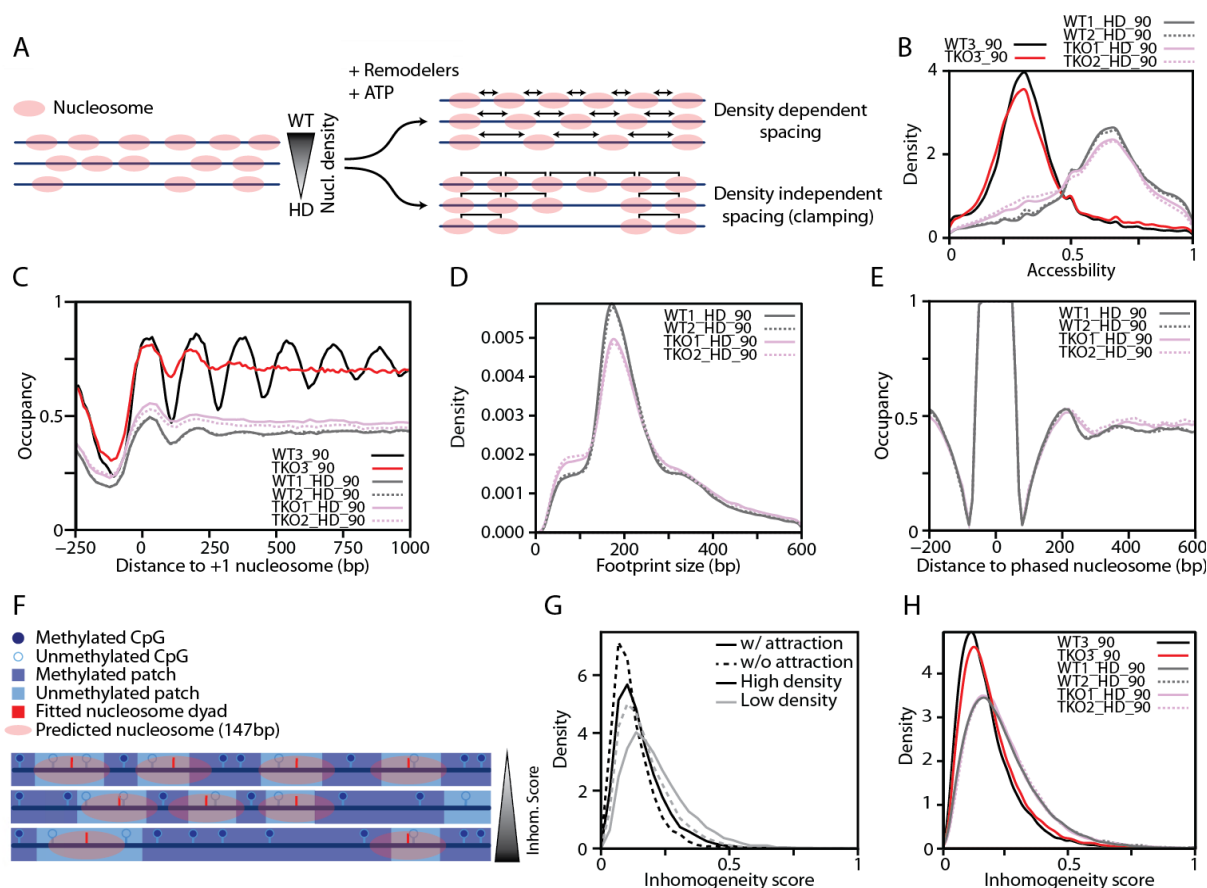 A
Nucleosome
WT
Nucl. density
HD
+ Remodelers
+ ATP
Density dependent
spacing
Density independent
spacing (clamping)
B
WT3_90
TKO3_90
WT1_HD_90
WT2_HD_90
TKO1_HD_90
TKO2_HD_90
4
2
0
Density
0
0.5
1
Accessbility
C
1
0.5
0
Occupancy
WT3_90
TKO3_90
WT1_HD_90
WT2_HD_90
TKO1_HD_90
TKO2_HD_90
−250
0
250
500
750
1000
Distance to +1 nucleosome (bp)
D
WT1_HD_90
WT2_HD_90
TKO1_HD_90
TKO2_HD_90
0.005
0.004
0.003
0.002
0.001
0.000
Density
0
200
400
600
Footprint size (bp)
E
WT1_HD_90
WT2_HD_90
TKO1_HD_90
TKO2_HD_90
1
0.5
0
Occupancy
-200
0
200
400
600
Distance to phased nucleosome (bp)
F
Methylated CpG
Unmethylated CpG
Methylated patch
Unmethylated patch
Fitted nucleosome dyad
Predicted nucleosome (147bp)
Inhom. Score
G
w/ attraction
w/o attraction
High density
Low density
6
4
2
0
Density
0
0.5
1
Inhomogeneity score
H
WT3_90
TKO3_90
WT1_HD_90
WT2_HD_90
TKO1_HD_90
TKO2_HD_90
4
3
2
1
0
Density
0
0.5
1
Inhomogeneity score